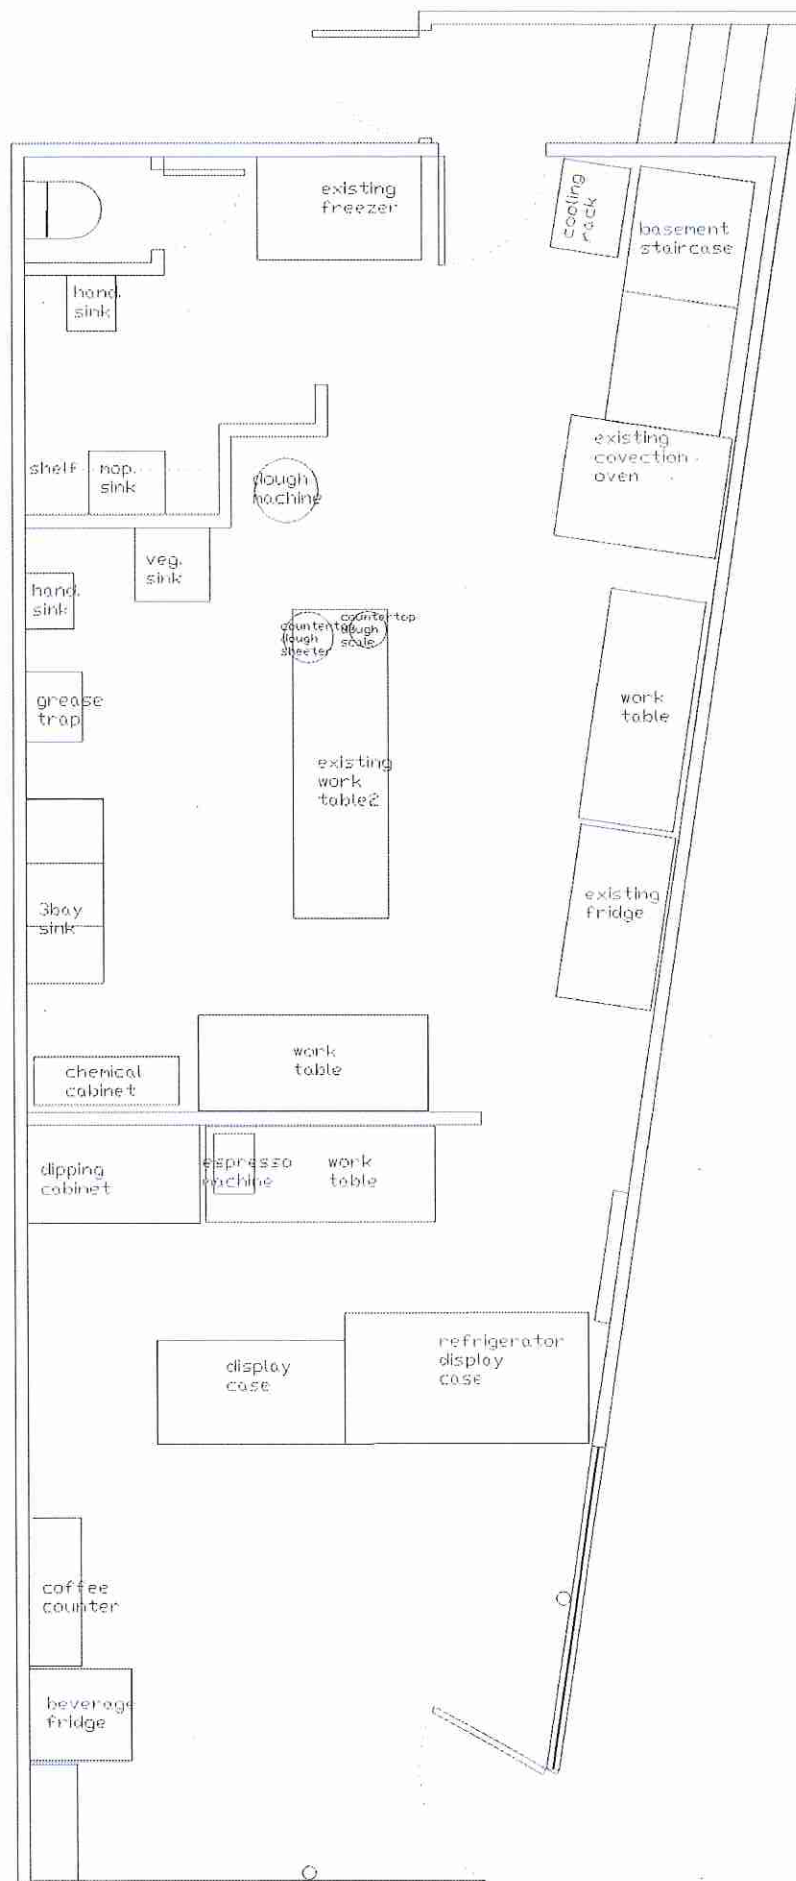 existing
freezer
cooling
rack
basement
staircase
hand.
sink
existing
covection
oven
shelf
mop.
sink
dough
machine
veg.
sink
hand.
sink
countertop
dough
sheeter
countertop
dough
scale
grease
trap
work
table
existing
work
table2
existing
fridge
3bay
sink
work
table
chemical
cabinet
dipping
cabinet
espresso
machine
work
table
refrigerator
display
case
display
case
coffee
counter
beverage
fridge